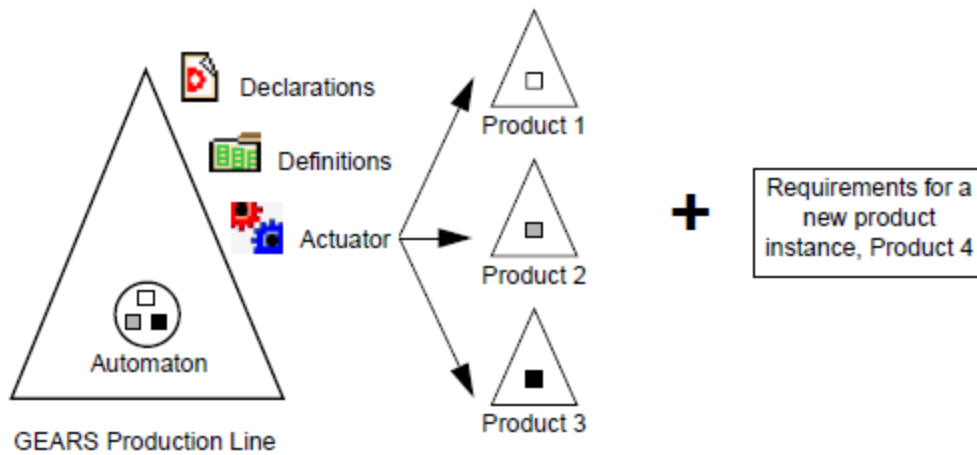 Declarations
Definitions
Actuator
Automaton
GEARS Production Line
Product 1
Product 2
Product 3
+
Requirements for a
new product
instance, Product 4